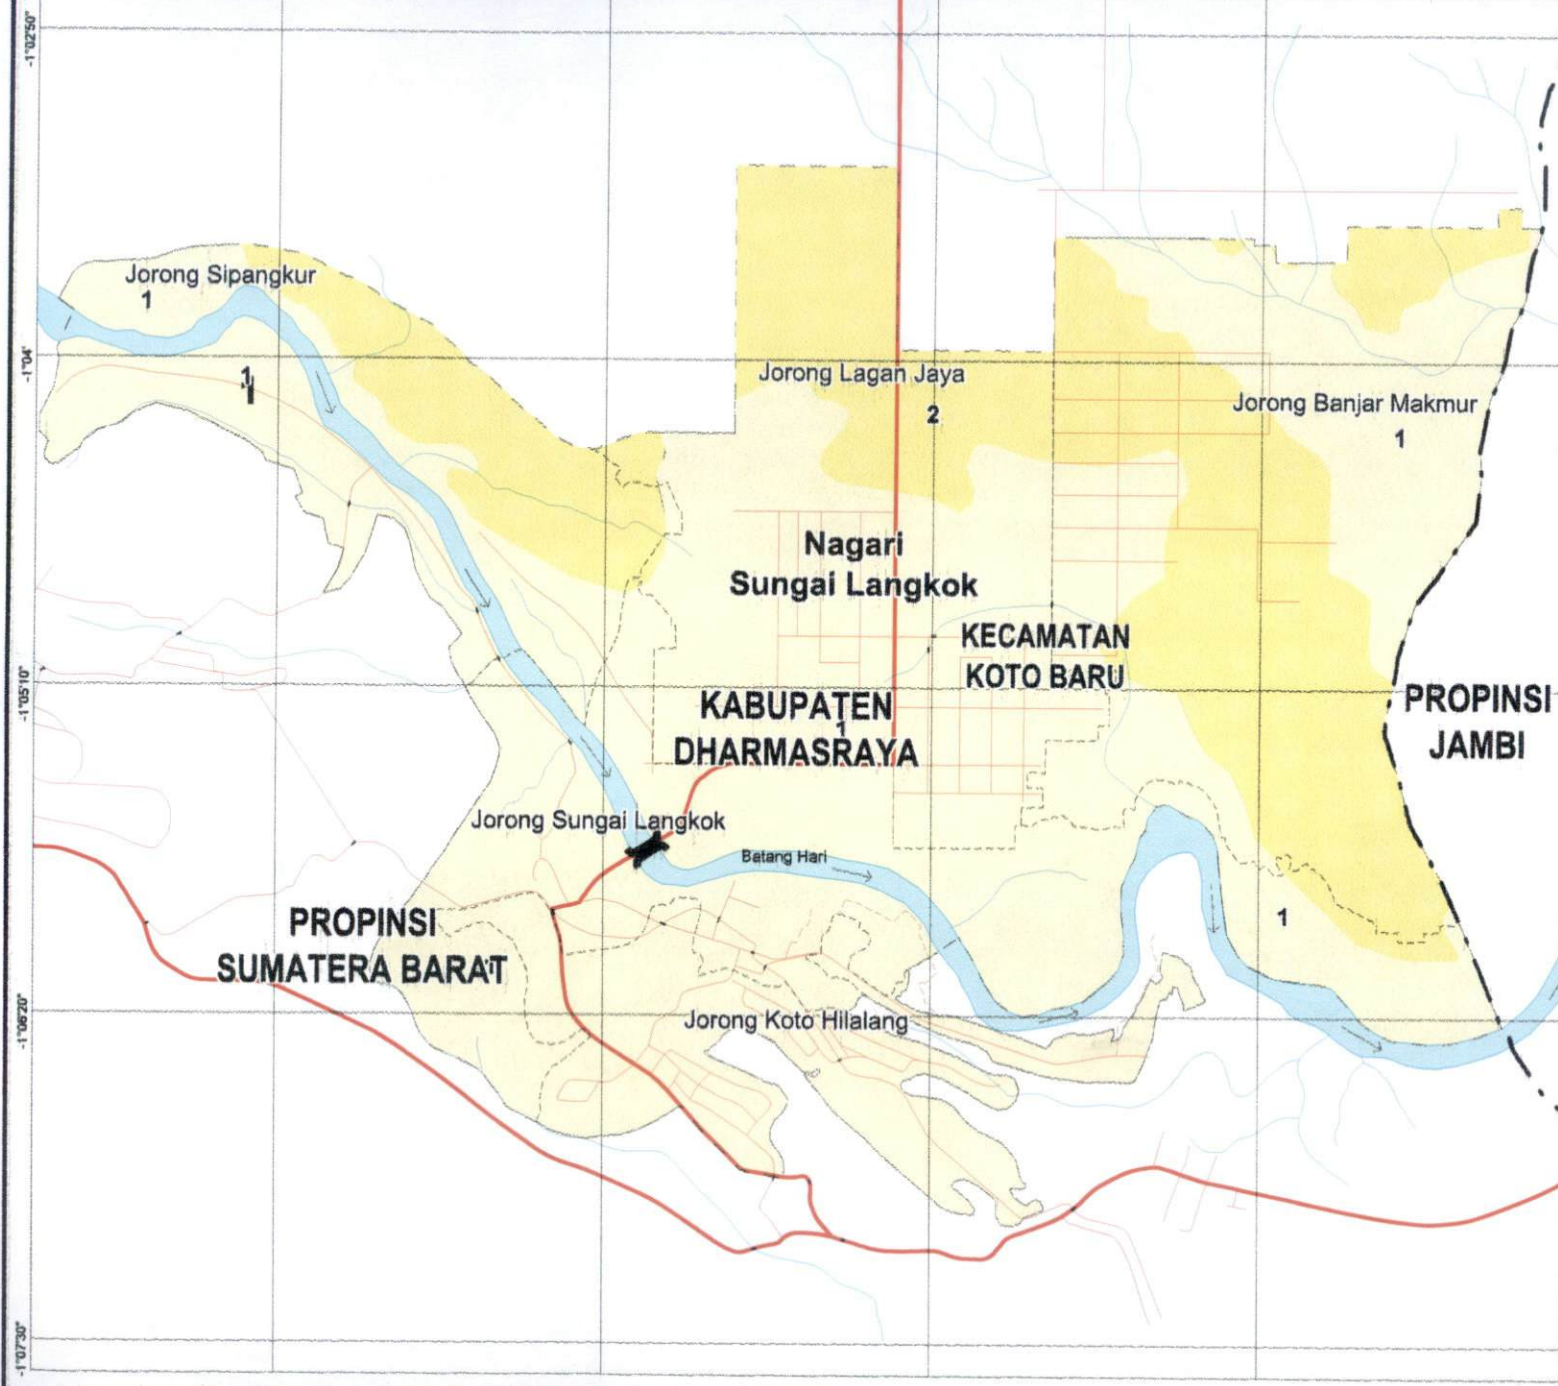 -1°02'50"
Jorong Sipangkur
1
-1°04'
1
Jorong Lagan Jaya
2
Jorong Banjar Makmur
1
Nagari
Sungai Langkok
KECAMATAN
KOTO BARU
-1°05'10"
KABUPATEN
1
DHARMASRAYA
PROPINSI
JAMBI
Jorong Sungai Langkok
Batang Hari
PROPINSI
SUMATERA BARAT
1
-1°06'20"
Jorong Koto Hilalang
-1°07'30"